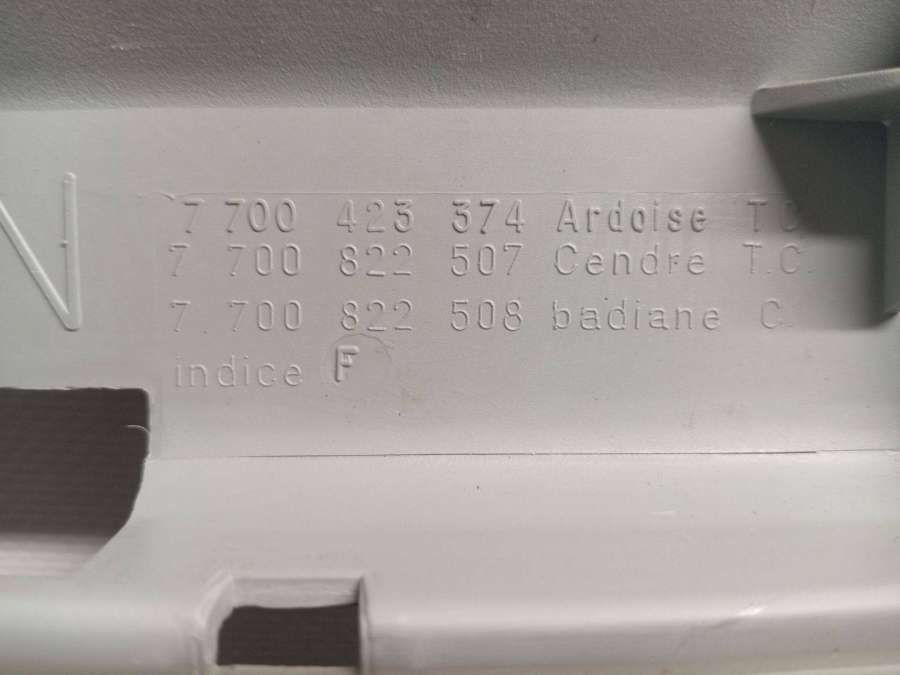 7 700 423 374 Ardoise T.C.
7 700 822 507 Cendre T.C.
7.700 822 508 badiane C.
indice F